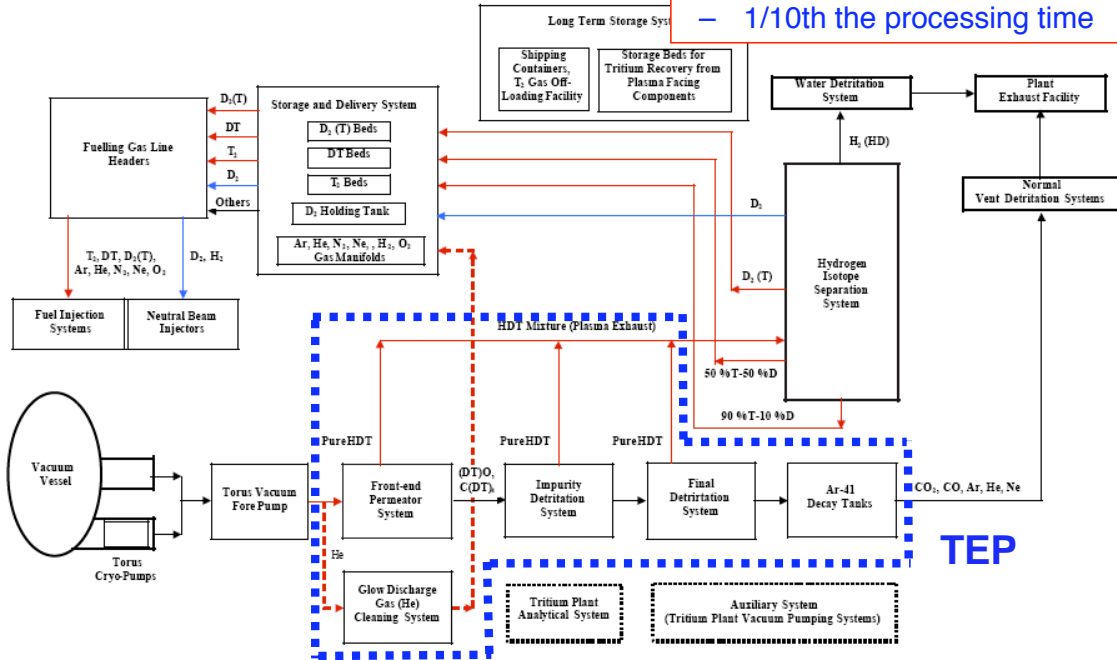 – 1/10th the processing time
Long Term Storage Syst
Shipping
Containers,
T₂ Gas Off-
Loading Facility
Storage Beds for
Tritium Recovery from
Plasma Facing
Components
Water Detritation
System
Plant
Exhaust Facility
H₂ (HD)
Normal
Vent Detritation Systems
Fuelling Gas Line
Headers
D₂(T)
DT
T₂
D₂
Others
Storage and Delivery System
D₂ (T) Beds
DT Beds
T₂ Beds
D₂ Holding Tank
Ar, He, N₂, Ne, , H₂, O₂
Gas Manifolds
D₂
D₂ (T)
Hydrogen
Isotope
Separation
System
T₂, DT, D₂(T),
Ar, He, N₂, Ne, O₂
D₂, H₂
Fuel Injection
Systems
Neutral Beam
Injectors
HDT Mixture (Plasma Exhaust)
50 %T-50 %D
90 %T-10 %D
PureHDT
PureHDT
PureHDT
Vacuum
Vessel
Torus
Cryo-Pumps
Torus Vacuum
Fore Pump
Front-end
Permeator
System
(DT)O,
C(DT)₄
Impurity
Detritation
System
Final
Detrirtation
System
Ar-41
Decay Tanks
CO₂, CO, Ar, He, Ne
TEP
He
Glow Discharge
Gas (He)
Cleaning System
Tritium Plant
Analytical System
Auxiliary System
(Tritium Plant Vacuum Pumping Systems)